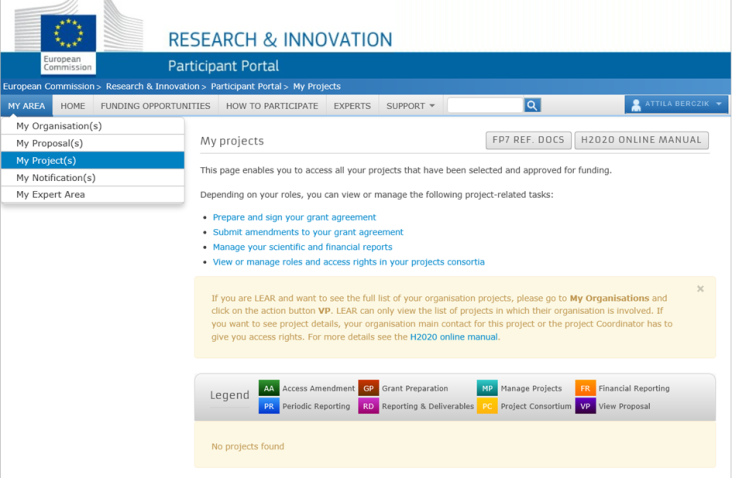 European
Commission
RESEARCH & INNOVATION
Participant Portal
European Commission > Research & Innovation > Participant Portal > My Projects
MY AREA HOME FUNDING OPPORTUNITIES HOW TO PARTICIPATE EXPERTS SUPPORT ATTILA BERCZIK
My Organisation(s)
My Proposal(s)
My Project(s)
My Notification(s)
My Expert Area
My projects
FP7 REF. DOCS H2020 ONLINE MANUAL
This page enables you to access all your projects that have been selected and approved for funding.
Depending on your roles, you can view or manage the following project-related tasks:
• Prepare and sign your grant agreement
• Submit amendments to your grant agreement
• Manage your scientific and financial reports
• View or manage roles and access rights in your projects consortia
If you are LEAR and want to see the full list of your organisation projects, please go to My Organisations and
click on the action button VP. LEAR can only view the list of projects in which their organisation is involved. If
you want to see project details, your organisation main contact for this project or the project Coordinator has to
give you access rights. For more details see the H2020 online manual.
Legend
AA Access Amendment GP Grant Preparation MP Manage Projects FR Financial Reporting
PR Periodic Reporting RD Reporting & Deliverables PC Project Consortium VP View Proposal
No projects found